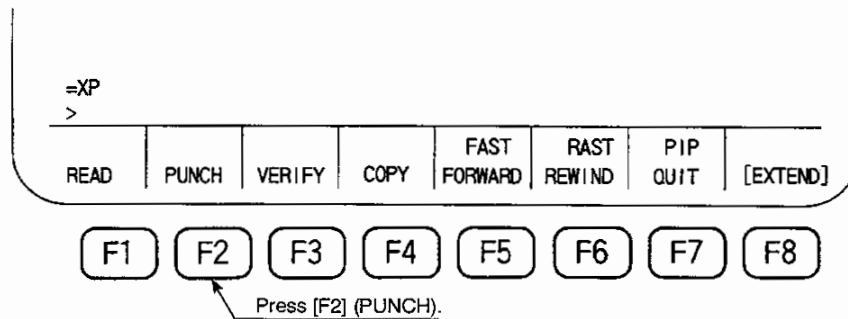 =XP
>
FAST RAST PIP
READ PUNCH VERIFY COPY FORWARD REWIND QUIT [EXTEND]
F1 F2 F3 F4 F5 F6 F7 F8
Press [F2] (PUNCH).